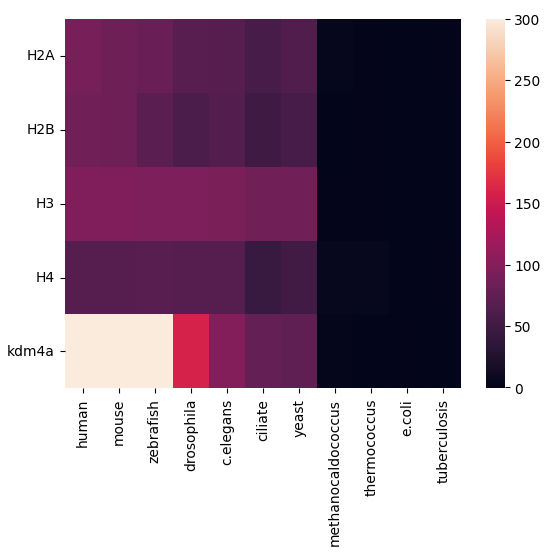 H2A
H2B
H3
H4
kdm4a
human
mouse
zebrafish
drosophila
c.elegans
ciliate
yeast
methanocaldococcus
thermococcus
e.coli
tuberculosis
300
250
200
150
100
50
0